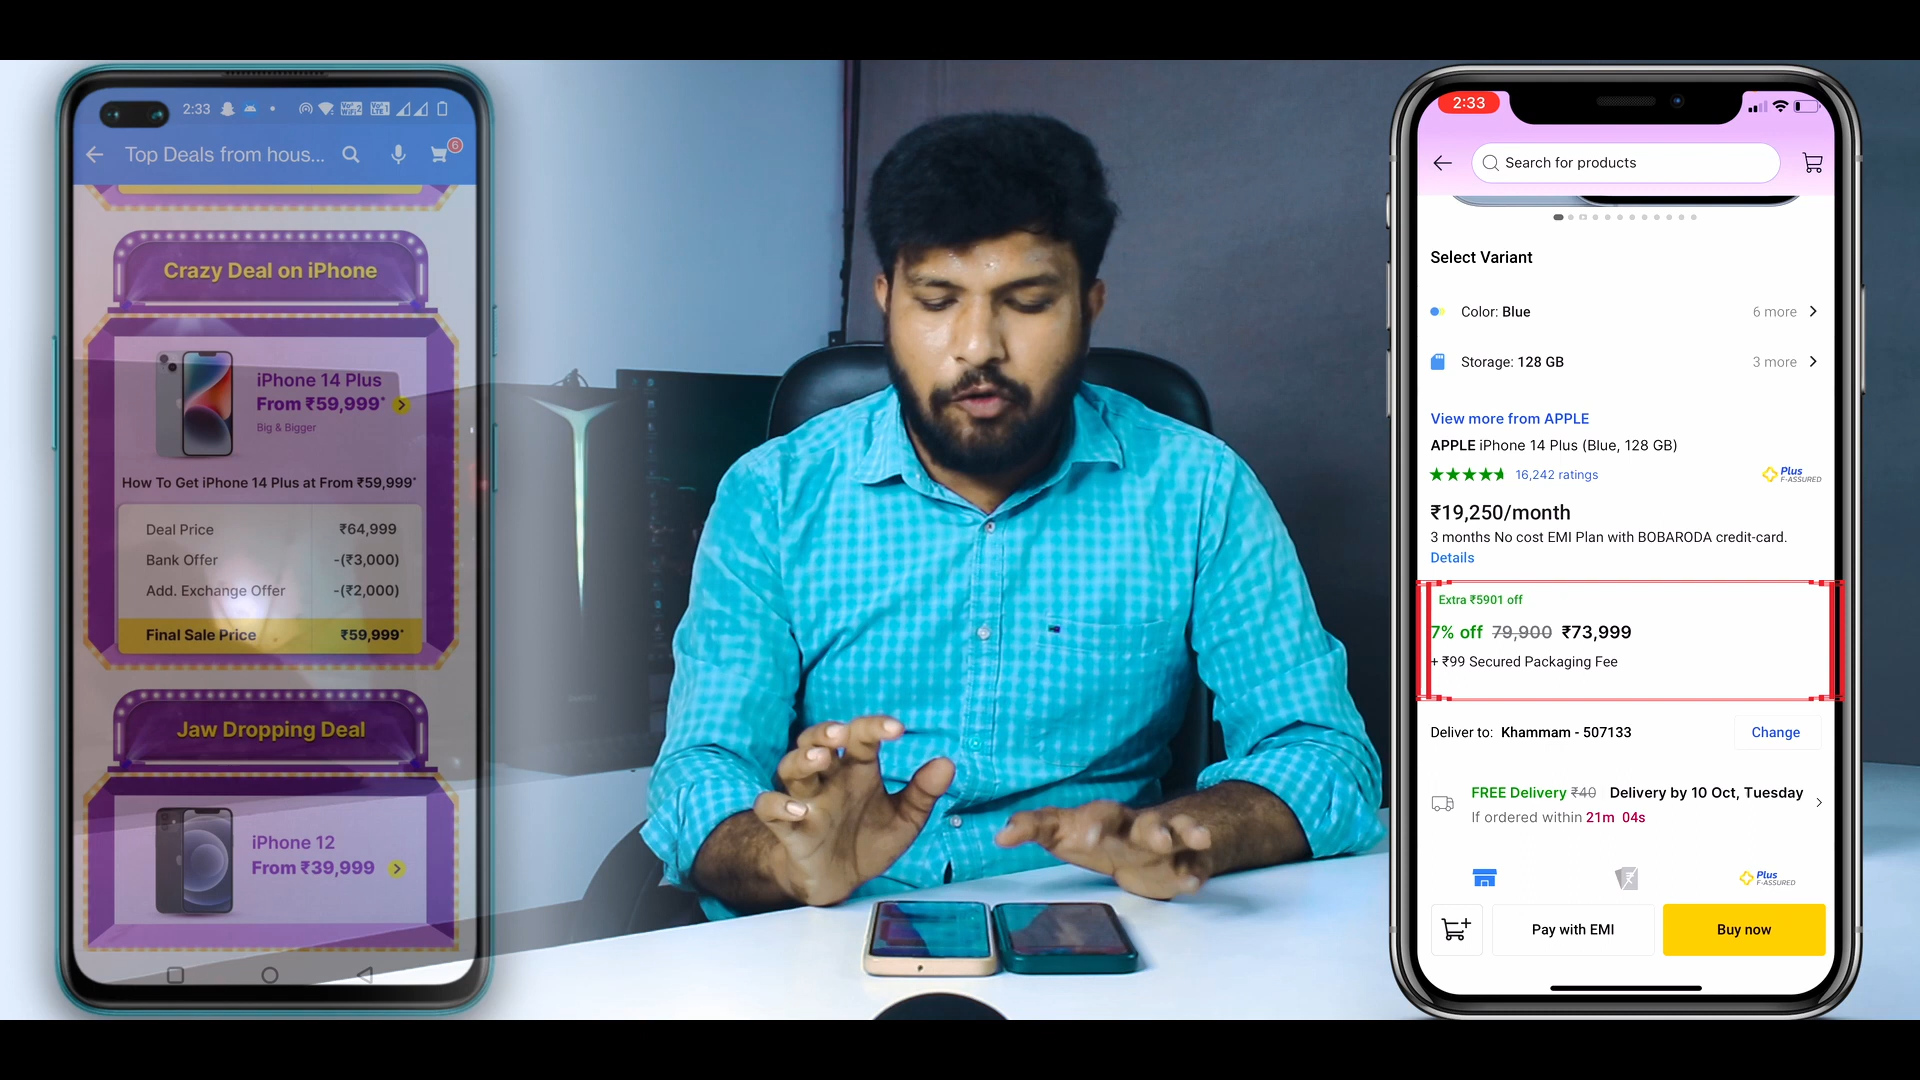 2:33
Top Deals from hous...
6
Crazy Deal on iPhone
iPhone 14 Plus
From ₹59,999*
Big & Bigger
How To Get iPhone 14 Plus at From ₹59,999*
Deal Price ₹64,999
Bank Offer -(₹3,000)
Add. Exchange Offer -(₹2,000)
Final Sale Price ₹59,999*
Jaw Dropping Deal
iPhone 12
From ₹39,999
2:33
Search for products
Select Variant
Color: Blue 6 more
Storage: 128 GB 3 more
View more from APPLE
APPLE iPhone 14 Plus (Blue, 128 GB)
16,242 ratings
Plus
F-ASSURED
₹19,250/month
3 months No cost EMI Plan with BOBARODA credit-card.
Details
Extra ₹5901 off
7% off 79,900 ₹73,999
+ ₹99 Secured Packaging Fee
Deliver to: Khammam - 507133 Change
FREE Delivery ₹40 Delivery by 10 Oct, Tuesday
If ordered within 21m 04s
Plus
F-ASSURED
Pay with EMI
Buy now